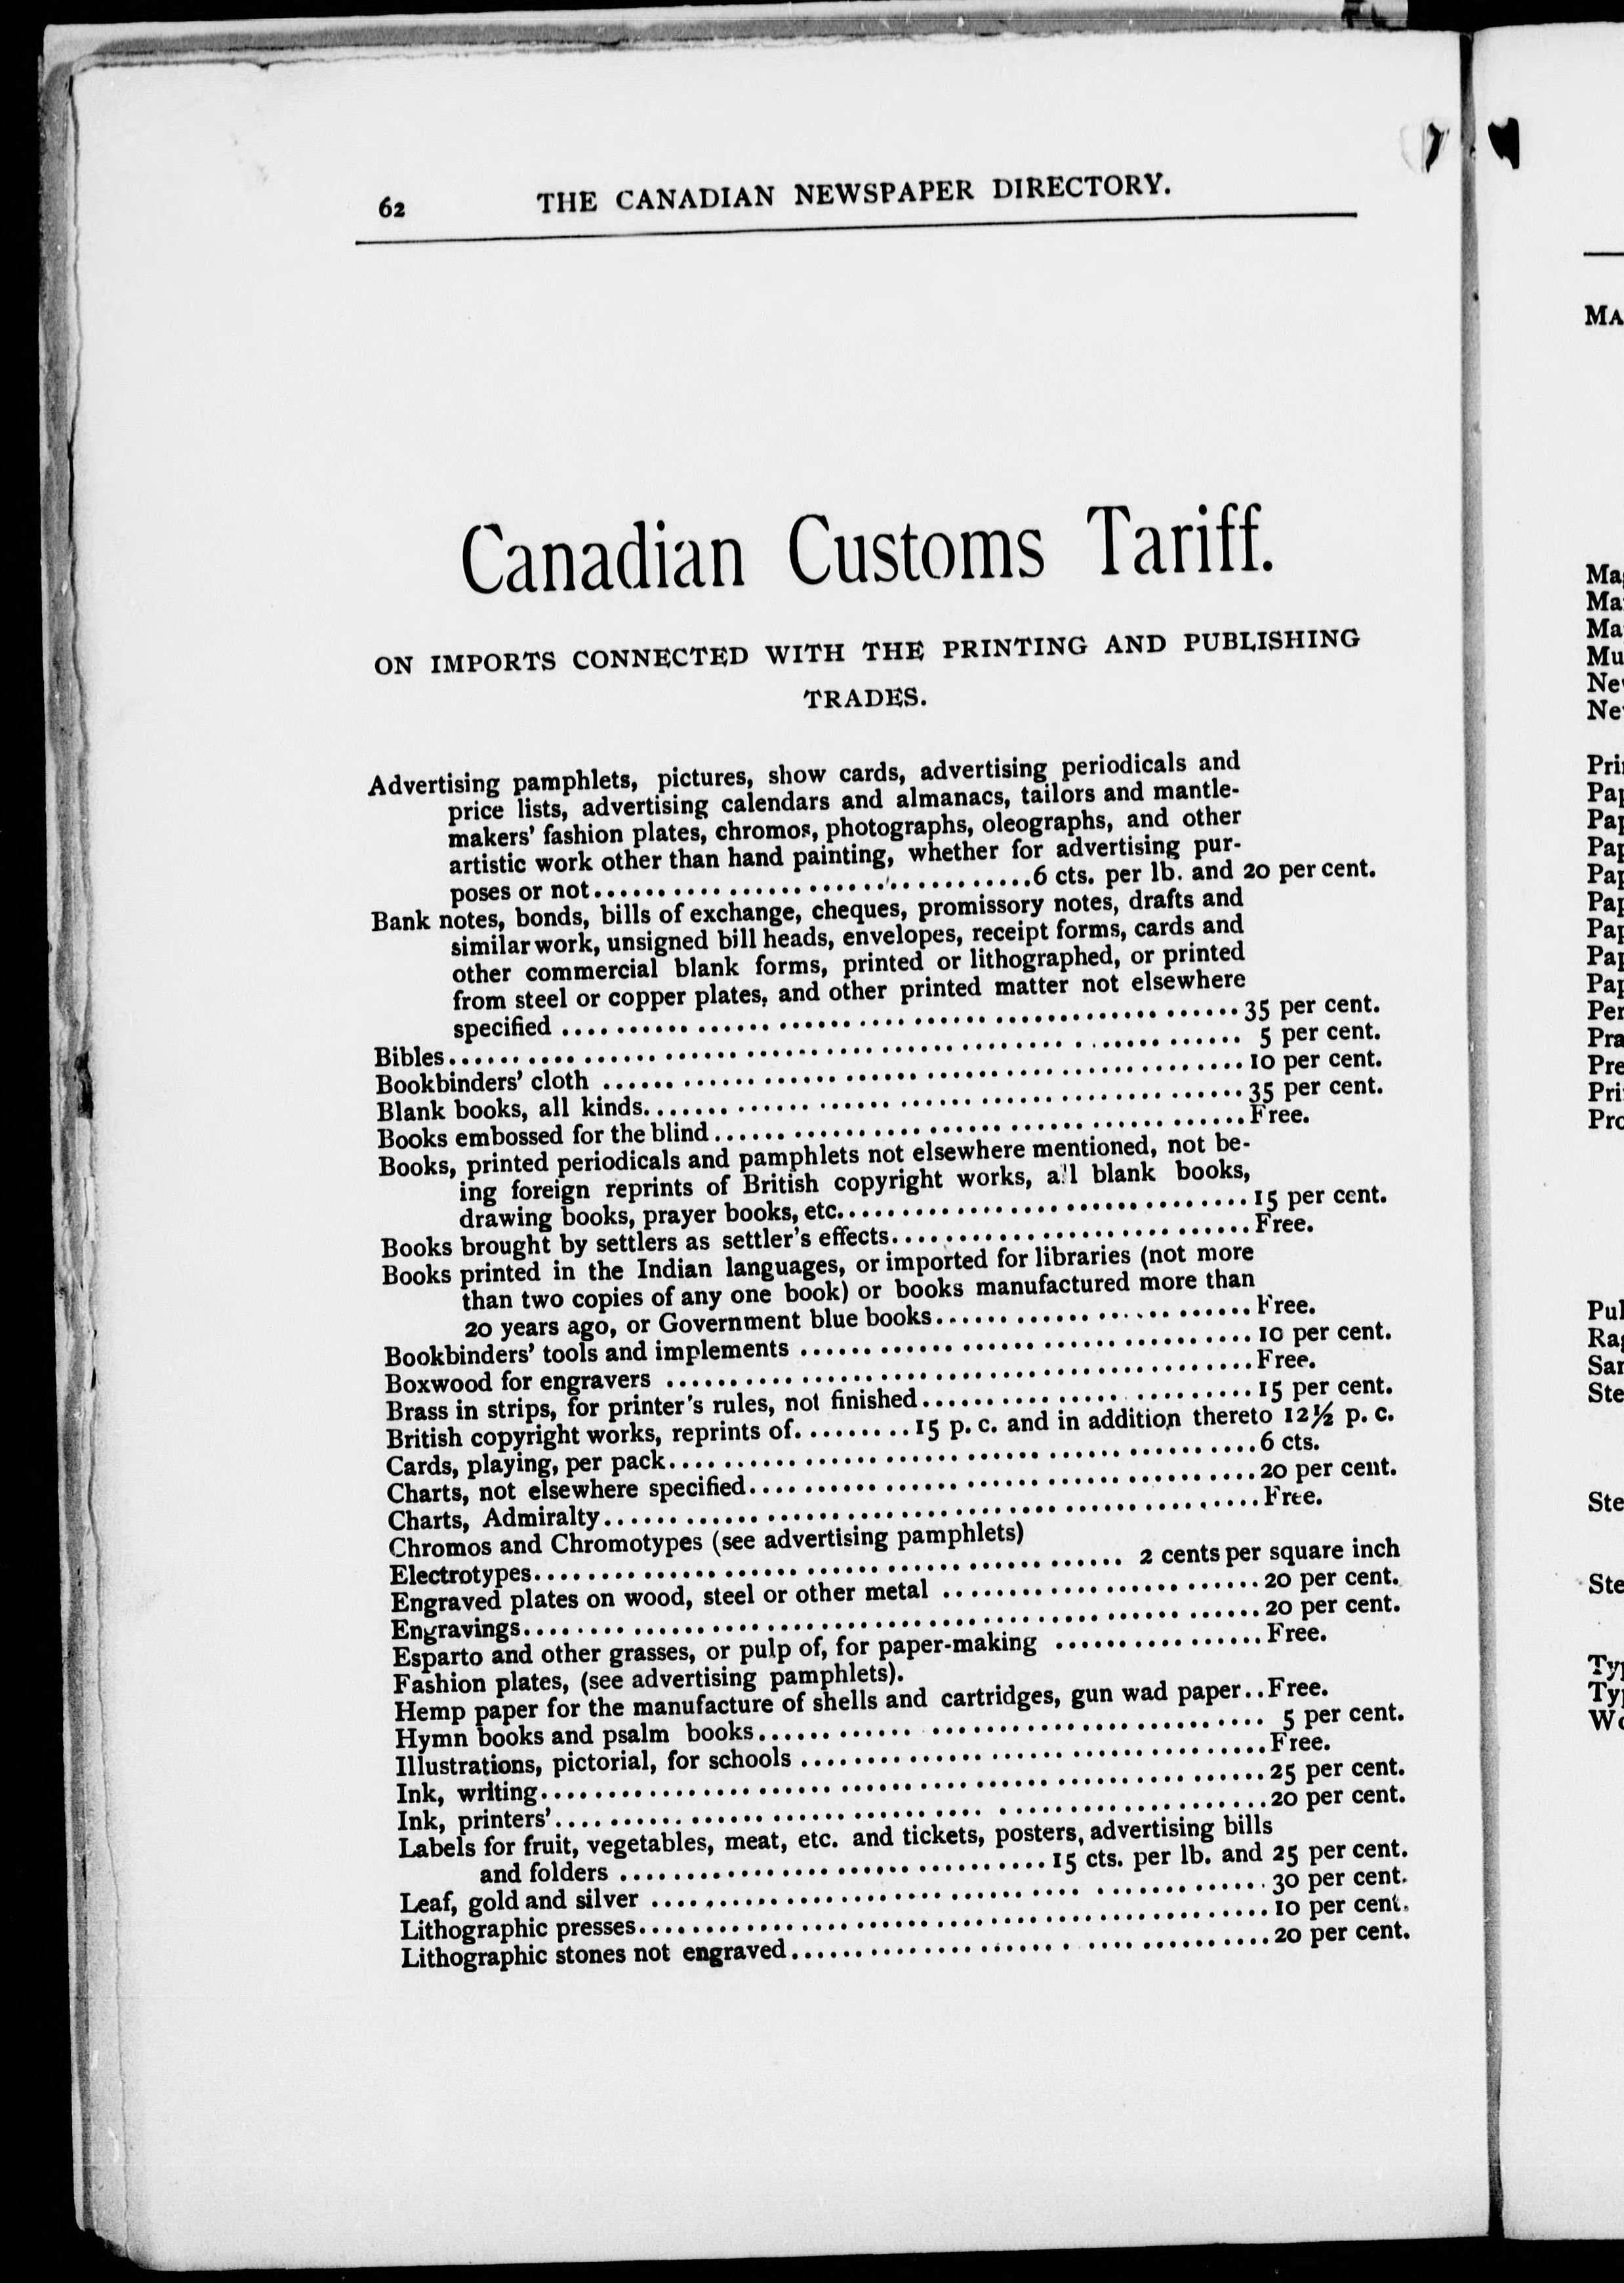 62 THE CANADIAN NEWSPAPER DIRECTORY.
Canadian Customs Tariff.
ON IMPORTS CONNECTED WITH THE PRINTING AND PUBLISHING
TRADES.
Advertising pamphlets, pictures, show cards, advertising periodicals and
price lists, advertising calendars and almanacs, tailors and mantle-
makers' fashion plates, chromos, photographs, oleographs, and other
artistic work other than hand painting, whether for advertising pur-
poses or not........................................6 cts. per lb. and 20 per cent.
Bank notes, bonds, bills of exchange, cheques, promissory notes, drafts and
similar work, unsigned bill heads, envelopes, receipt forms, cards and
other commercial blank forms, printed or lithographed, or printed
from steel or copper plates, and other printed matter not elsewhere
specified ..................................................35 per cent.
Bibles.......................................................... 5 per cent.
Bookbinders' cloth ..............................................10 per cent.
Blank books, all kinds...........................................35 per cent.
Books embossed for the blind.....................................Free.
Books, printed periodicals and pamphlets not elsewhere mentioned, not be-
ing foreign reprints of British copyright works, all blank books,
drawing books, prayer books, etc..............................15 per cent.
Books brought by settlers as settler's effects...........................Free.
Books printed in the Indian languages, or imported for libraries (not more
than two copies of any one book) or books manufactured more than
20 years ago, or Government blue books.......................Free.
Bookbinders' tools and implements ..................................10 per cent.
Boxwood for engravers ...........................................Free.
Brass in strips, for printer's rules, not finished.........................15 per cent.
British copyright works, reprints of.........15 p. c. and in addition thereto 12½ p. c.
Cards, playing, per pack...........................................6 cts.
Charts, not elsewhere specified.....................................20 per cent.
Charts, Admiralty................................................Free.
Chromos and Chromotypes (see advertising pamphlets)
Electrotypes........................................... 2 cents per square inch
Engraved plates on wood, steel or other metal ........................20 per cent.
Engravings......................................................20 per cent.
Esparto and other grasses, or pulp of, for paper-making ................Free.
Fashion plates, (see advertising pamphlets).
Hemp paper for the manufacture of shells and cartridges, gun wad paper..Free.
Hymn books and psalm books..................................... 5 per cent.
Illustrations, pictorial, for schools ...................................Free.
Ink, writing.....................................................25 per cent.
Ink, printers'....................................................20 per cent.
Labels for fruit, vegetables, meat, etc. and tickets, posters, advertising bills
and folders ................................15 cts. per lb. and 25 per cent.
Leaf, gold and silver ..............................................30 per cent.
Lithographic presses...............................................10 per cent.
Lithographic stones not engraved....................................20 per cent.